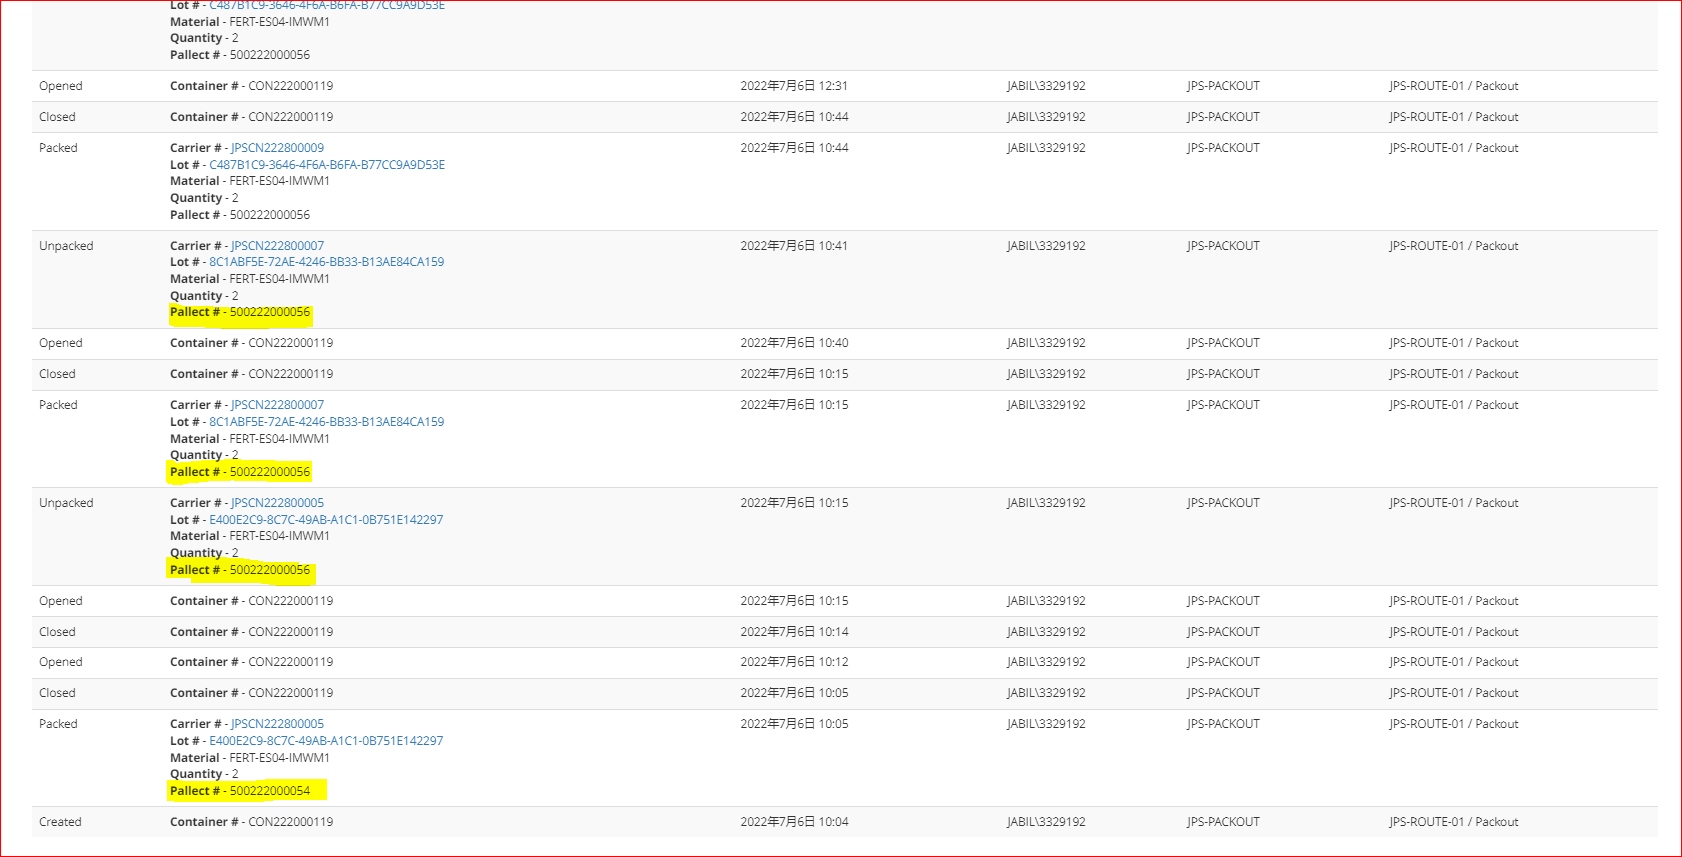 Lot # - C487B1C9-3646-4F6A-B6FA-B77CC9A9D53E
Material - FERT-ES04-IMWM1
Quantity - 2
Pallect # - 500222000056
Opened Container # - CON222000119 2022年7月6日 12:31 JABIL\3329192 JPS-PACKOUT JPS-ROUTE-01 / Packout
Closed Container # - CON222000119 2022年7月6日 10:44 JABIL\3329192 JPS-PACKOUT JPS-ROUTE-01 / Packout
Packed Carrier # - JPSCN222800009 2022年7月6日 10:44 JABIL\3329192 JPS-PACKOUT JPS-ROUTE-01 / Packout
Lot # - C487B1C9-3646-4F6A-B6FA-B77CC9A9D53E
Material - FERT-ES04-IMWM1
Quantity - 2
Pallect # - 500222000056
Unpacked Carrier # - JPSCN222800007 2022年7月6日 10:41 JABIL\3329192 JPS-PACKOUT JPS-ROUTE-01 / Packout
Lot # - 8C1ABF5E-72AE-4246-BB33-B13AE84CA159
Material - FERT-ES04-IMWM1
Quantity - 2
Pallect # - 500222000056
Opened Container # - CON222000119 2022年7月6日 10:40 JABIL\3329192 JPS-PACKOUT JPS-ROUTE-01 / Packout
Closed Container # - CON222000119 2022年7月6日 10:15 JABIL\3329192 JPS-PACKOUT JPS-ROUTE-01 / Packout
Packed Carrier # - JPSCN222800007 2022年7月6日 10:15 JABIL\3329192 JPS-PACKOUT JPS-ROUTE-01 / Packout
Lot # - 8C1ABF5E-72AE-4246-BB33-B13AE84CA159
Material - FERT-ES04-IMWM1
Quantity - 2
Pallect # - 500222000056
Unpacked Carrier # - JPSCN222800005 2022年7月6日 10:15 JABIL\3329192 JPS-PACKOUT JPS-ROUTE-01 / Packout
Lot # - E400E2C9-8C7C-49AB-A1C1-0B751E142297
Material - FERT-ES04-IMWM1
Quantity - 2
Pallect # - 500222000056
Opened Container # - CON222000119 2022年7月6日 10:15 JABIL\3329192 JPS-PACKOUT JPS-ROUTE-01 / Packout
Closed Container # - CON222000119 2022年7月6日 10:14 JABIL\3329192 JPS-PACKOUT JPS-ROUTE-01 / Packout
Opened Container # - CON222000119 2022年7月6日 10:12 JABIL\3329192 JPS-PACKOUT JPS-ROUTE-01 / Packout
Closed Container # - CON222000119 2022年7月6日 10:05 JABIL\3329192 JPS-PACKOUT JPS-ROUTE-01 / Packout
Packed Carrier # - JPSCN222800005 2022年7月6日 10:05 JABIL\3329192 JPS-PACKOUT JPS-ROUTE-01 / Packout
Lot # - E400E2C9-8C7C-49AB-A1C1-0B751E142297
Material - FERT-ES04-IMWM1
Quantity - 2
Pallect # - 500222000054
Created Container # - CON222000119 2022年7月6日 10:04 JABIL\3329192 JPS-PACKOUT JPS-ROUTE-01 / Packout